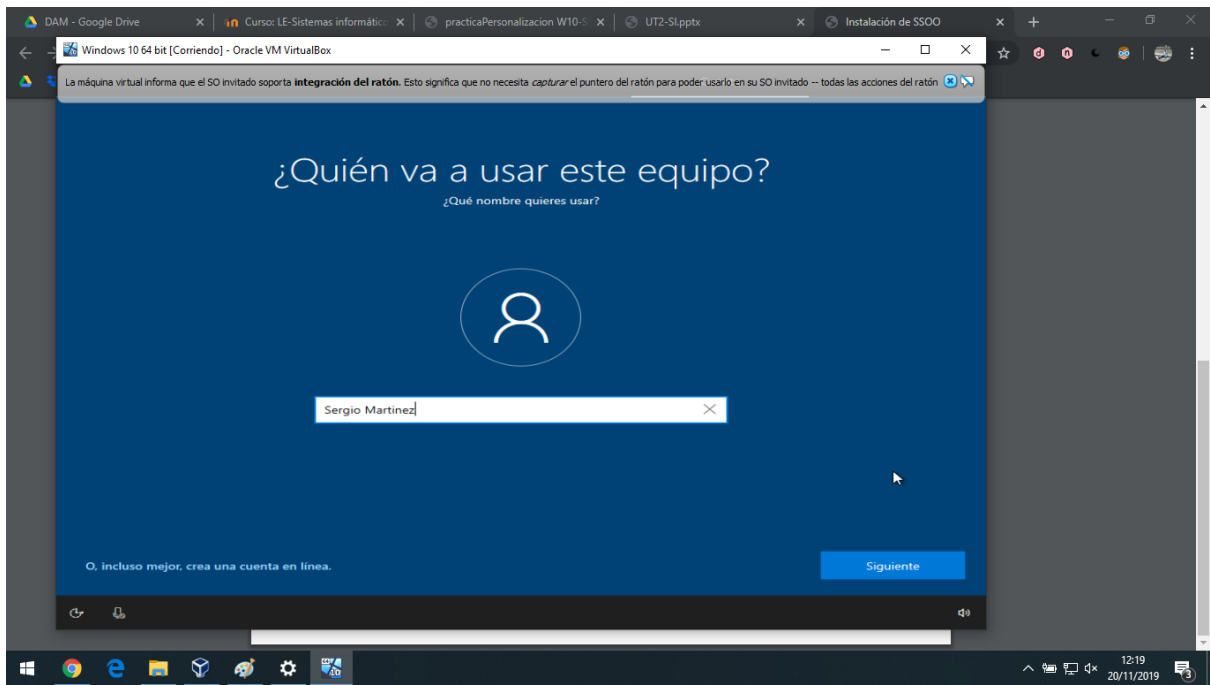 DAM - Google Drive
Curso: LE-Sistemas informático
practicaPersonalizacion W10-S
UT2-SI.pptx
Instalación de SSOO
Windows 10 64 bit [Corriendo] - Oracle VM VirtualBox
La máquina virtual informa que el SO invitado soporta integración del ratón. Esto significa que no necesita capturar el puntero del ratón para poder usarlo en su SO invitado -- todas las acciones del ratón
¿Quién va a usar este equipo?
¿Qué nombre quieres usar?
Sergio Martinez
O, incluso mejor, crea una cuenta en línea.
Siguiente
12:19
20/11/2019
3